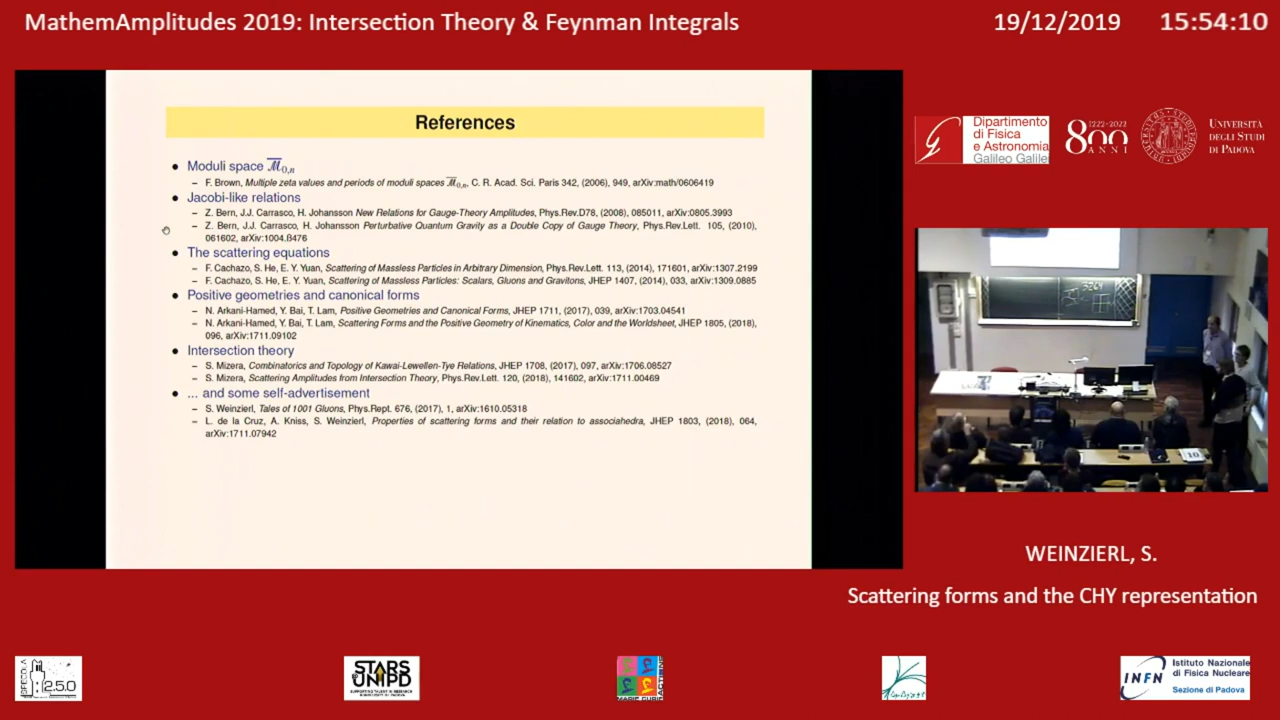 MathemAmplitudes 2019: Intersection Theory & Feynman Integrals
19/12/2019
15:54:10
References
• Moduli space M̅₀,ₙ
– F. Brown, Multiple zeta values and periods of moduli spaces M̅₀,ₙ, C. R. Acad. Sci. Paris 342, (2006), 949, arXiv:math/0606419
• Jacobi-like relations
– Z. Bern, J.J. Carrasco, H. Johansson New Relations for Gauge-Theory Amplitudes, Phys.Rev.D78, (2008), 085011, arXiv:0805.3993
– Z. Bern, J.J. Carrasco, H. Johansson Perturbative Quantum Gravity as a Double Copy of Gauge Theory, Phys.Rev.Lett. 105, (2010),
061602, arXiv:1004.0476
• The scattering equations
– F. Cachazo, S. He, E. Y. Yuan, Scattering of Massless Particles in Arbitrary Dimension, Phys.Rev.Lett. 113, (2014), 171601, arXiv:1307.2199
– F. Cachazo, S. He, E. Y. Yuan, Scattering of Massless Particles: Scalars, Gluons and Gravitons, JHEP 1407, (2014), 033, arXiv:1309.0885
• Positive geometries and canonical forms
– N. Arkani-Hamed, Y. Bai, T. Lam, Positive Geometries and Canonical Forms, JHEP 1711, (2017), 039, arXiv:1703.04541
– N. Arkani-Hamed, Y. Bai, T. Lam, Scattering Forms and the Positive Geometry of Kinematics, Color and the Worldsheet, JHEP 1805, (2018),
096, arXiv:1711.09102
• Intersection theory
– S. Mizera, Combinatorics and Topology of Kawai-Lewellen-Tye Relations, JHEP 1708, (2017), 097, arXiv:1706.08527
– S. Mizera, Scattering Amplitudes from Intersection Theory, Phys.Rev.Lett. 120, (2018), 141602, arXiv:1711.00469
• ... and some self-advertisement
– S. Weinzierl, Tales of 1001 Gluons, Phys.Rept. 676, (2017), 1, arXiv:1610.05318
– L. de la Cruz, A. Kniss, S. Weinzierl, Properties of scattering forms and their relation to associahedra, JHEP 1803, (2018), 064,
arXiv:1711.07942
Dipartimento
di Fisica
e Astronomia
Galileo Galile
1222-2022
800
ANNI
UNIVERSITÀ
DEGLI STUDI
DI PADOVA
10
WEINZIERL, S.
Scattering forms and the CHY representation
250
STARS
UNIPD
INFN
Istituto Nazionale
di Fisica Nucleare
Sezione di Padova